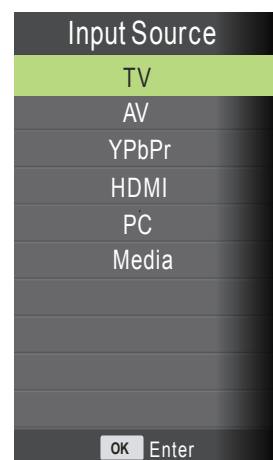 Input Source
TV
AV
YPbPr
HDMI
PC
Media
OK Enter